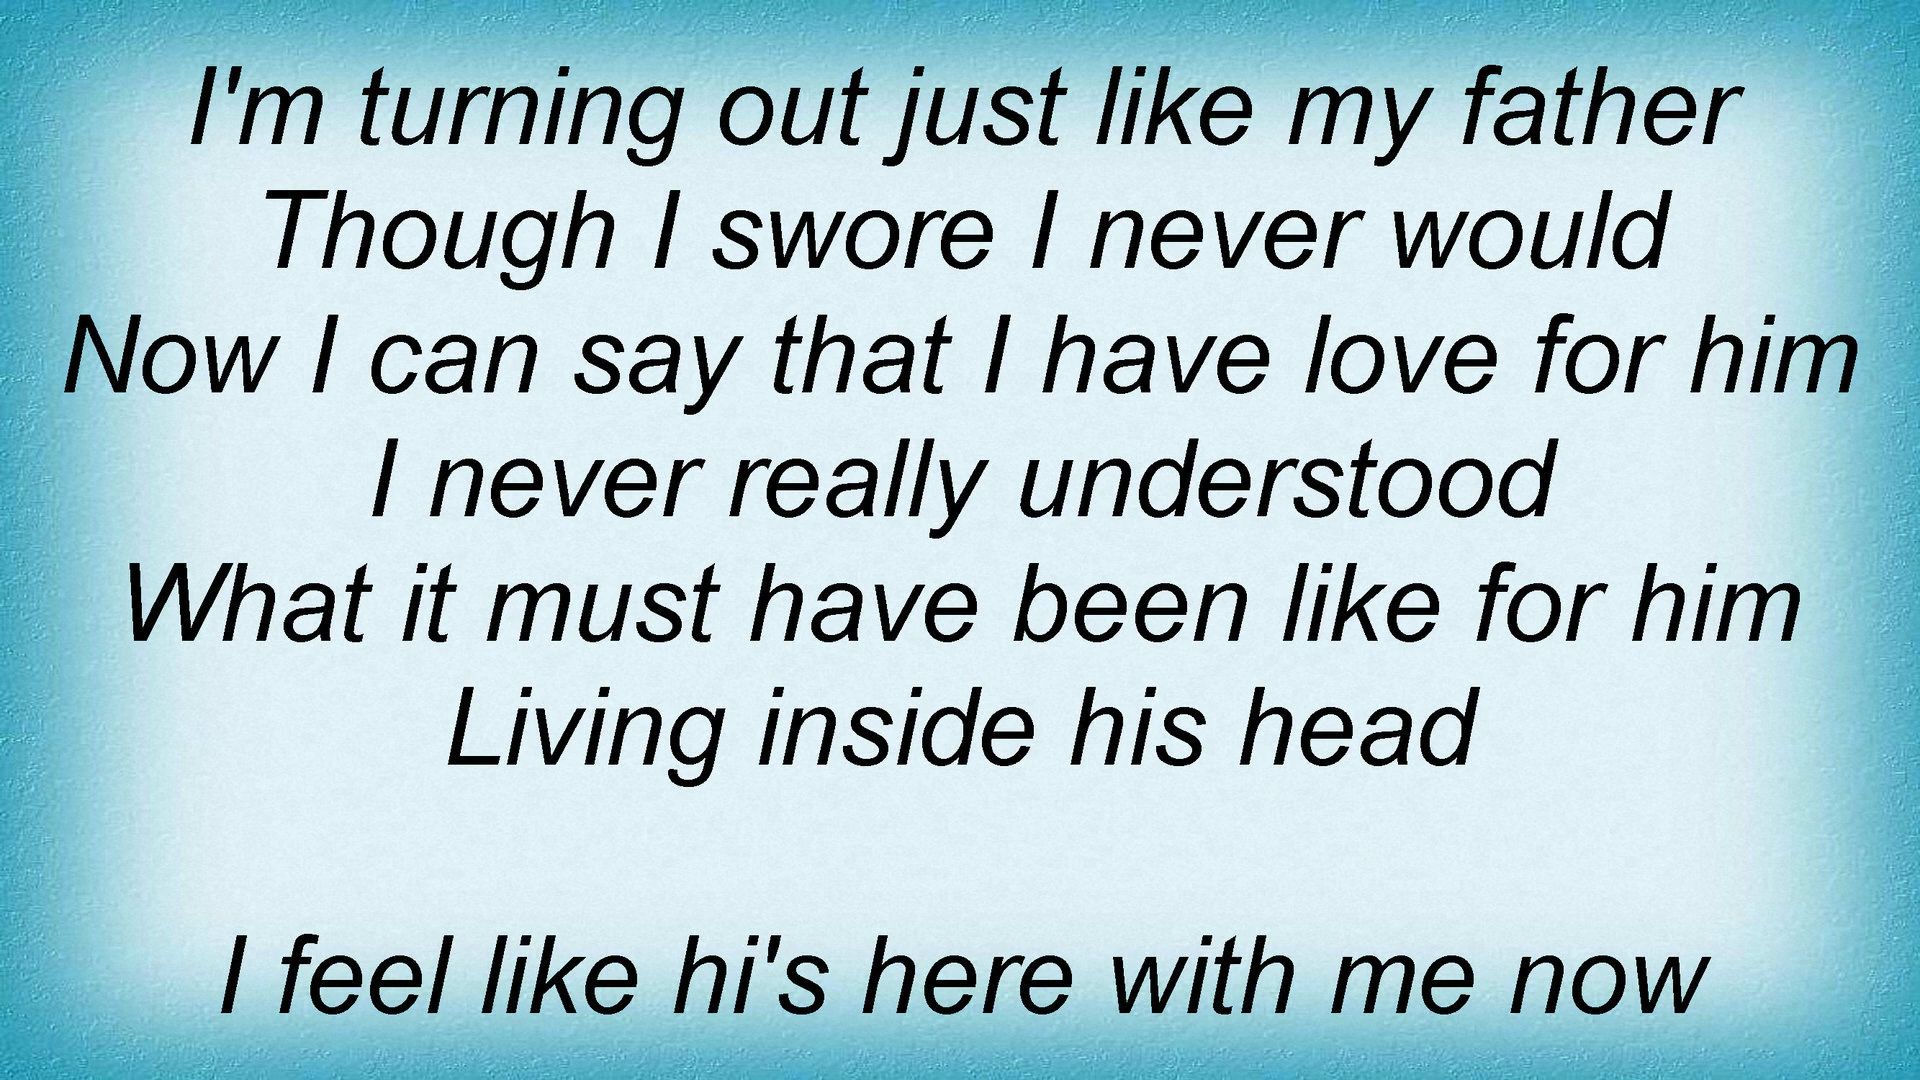 I'm turning out just like my father
Though I swore I never would
Now I can say that I have love for him
I never really understood
What it must have been like for him
Living inside his head
I feel like hi's here with me now